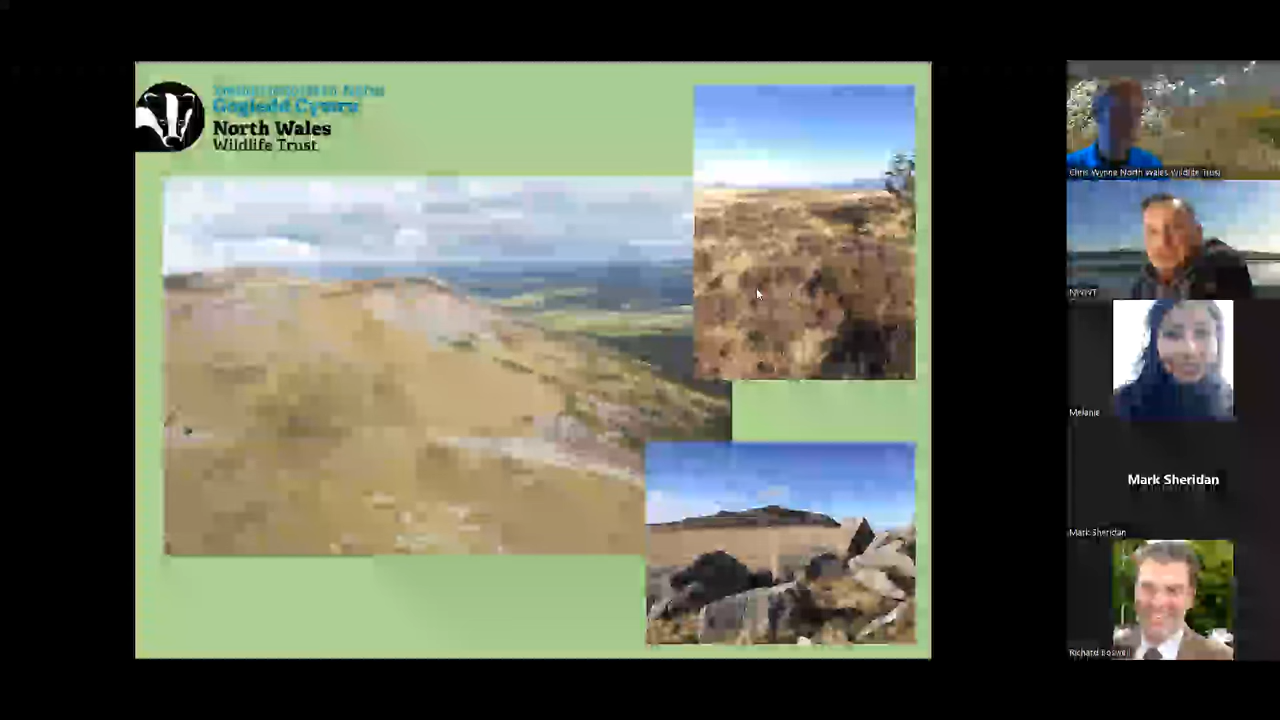 Gogledd Cymru
North Wales
Wildlife Trust
Chris Wynne North Wales Wildlife Trust
NWWT
Melanie
Mark Sheridan
Mark Sheridan
Richard